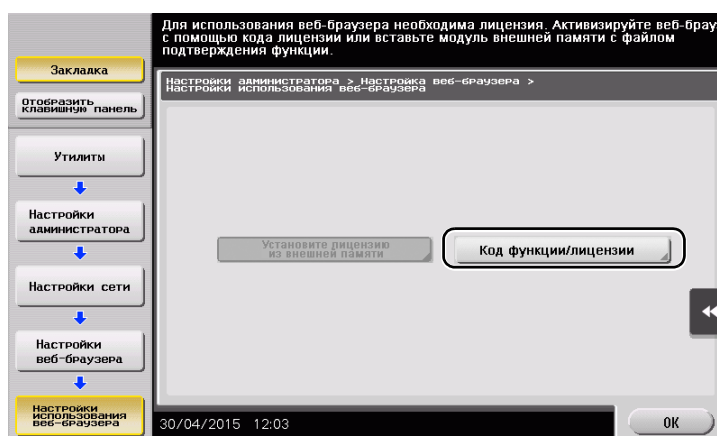 Для использования веб-браузера необходима лицензия. Активизируйте веб-брау
с помощью кода лицензии или вставьте модуль внешней памяти с файлом
подтверждения функции.
Закладка
Отобразить
клавишную панель
Настройки администратора > Настройка веб-браузера >
Настройки использования веб-браузера
Утилиты
Настройки
администратора
Настройки сети
Настройки
веб-браузера
Настройки
использования
веб-браузера
Установите лицензию
из внешней памяти
Код функции/лицензии
30/04/2015 12:03
OK